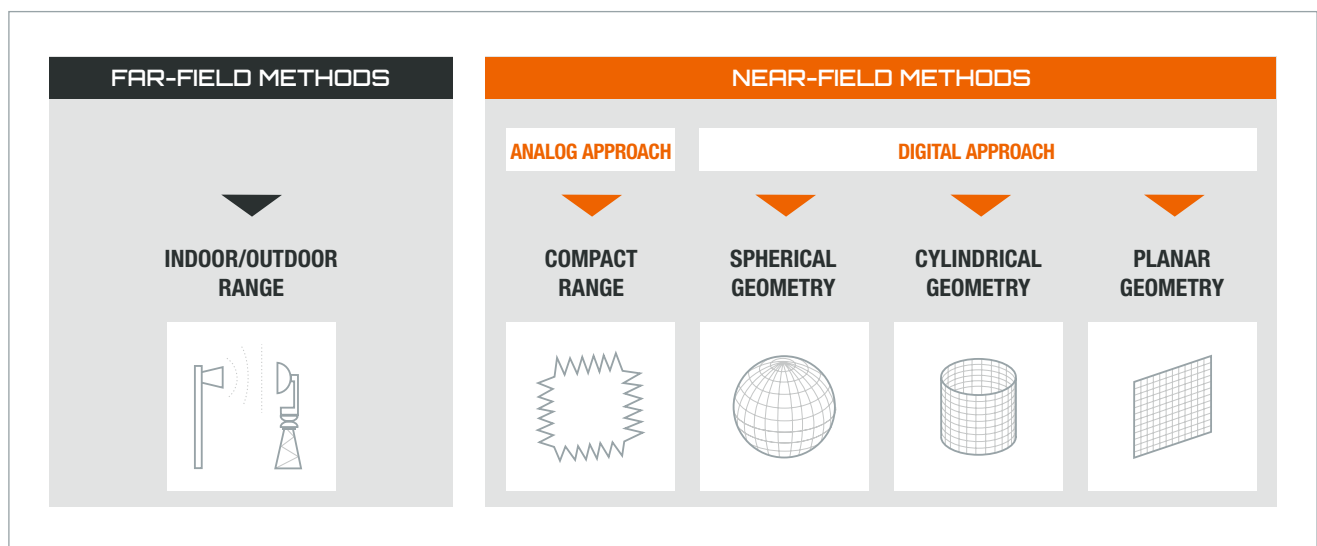 FAR-FIELD METHODS
INDOOR/OUTDOOR
RANGE
NEAR-FIELD METHODS
ANALOG APPROACH
DIGITAL APPROACH
COMPACT
RANGE
SPHERICAL
GEOMETRY
CYLINDRICAL
GEOMETRY
PLANAR
GEOMETRY